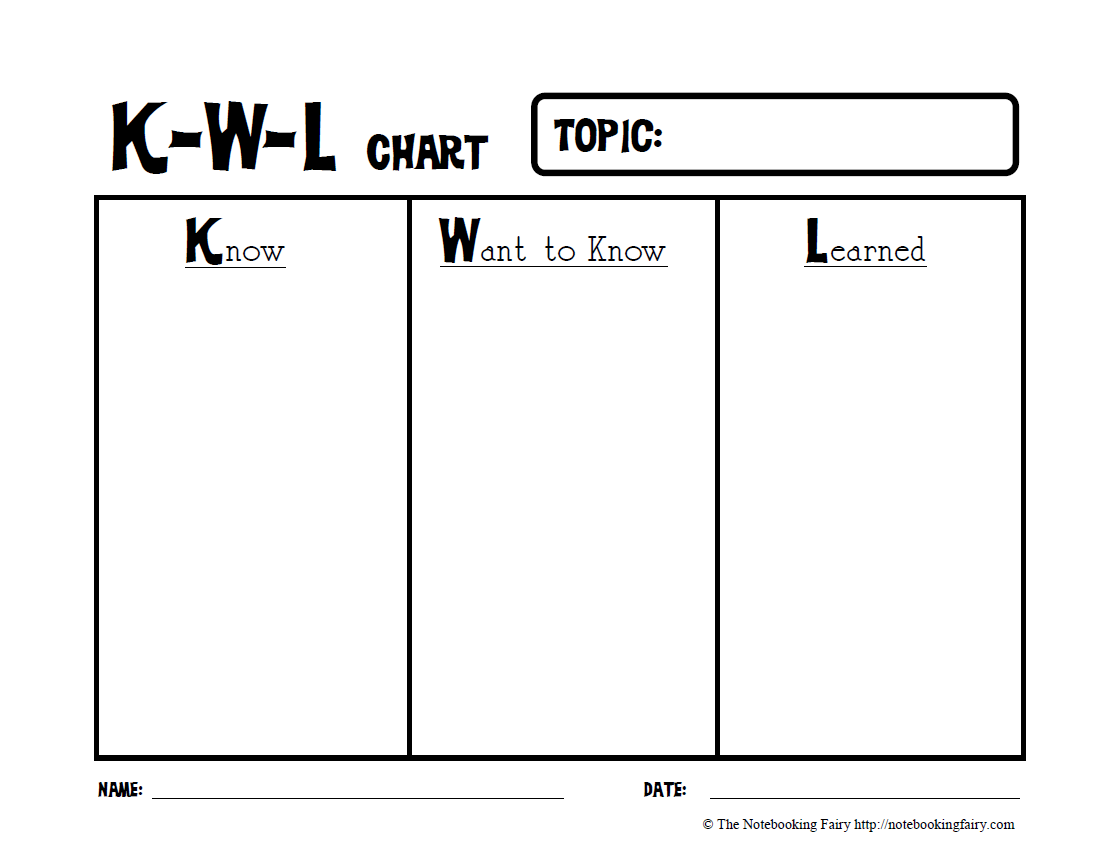 K-W-L CHART
TOPIC:
Know
Want to Know
Learned
NAME:
DATE:
© The Notebooking Fairy http://notebookingfairy.com